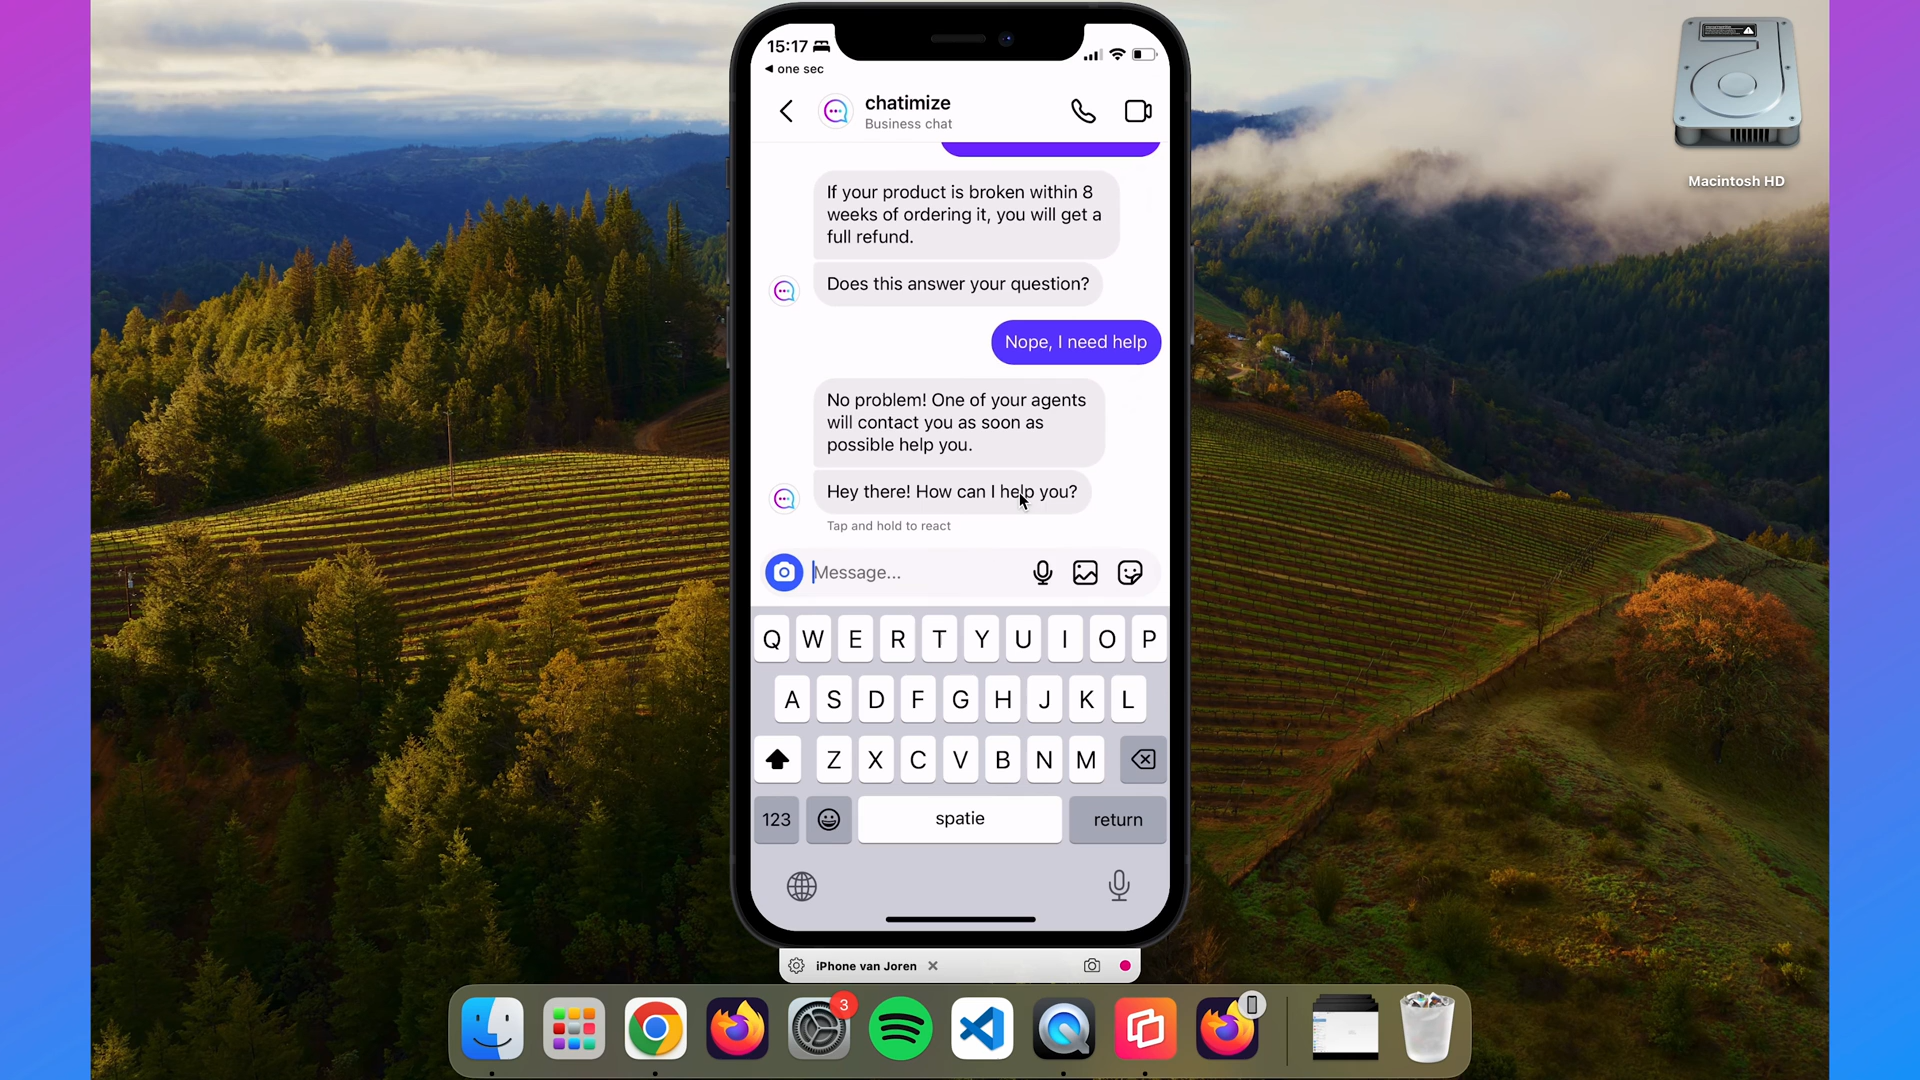 15:17
◀ one sec
chatimize
Business chat
If your product is broken within 8
weeks of ordering it, you will get a
full refund.
Does this answer your question?
Nope, I need help
No problem! One of your agents
will contact you as soon as
possible help you.
Hey there! How can I help you?
Tap and hold to react
Message...
Q W E R T Y U I O P
A S D F G H J K L
Z X C V B N M
123 spatie return
iPhone van Joren
3
Macintosh HD